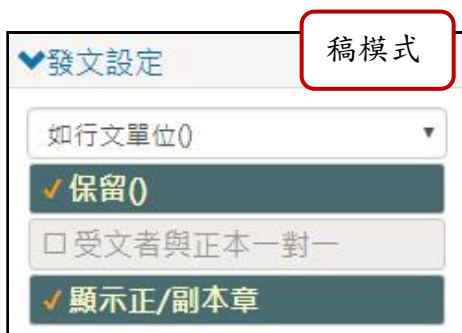 稿模式
發文設定
如行文單位()
保留()
受文者與正本一對一
顯示正/副本章